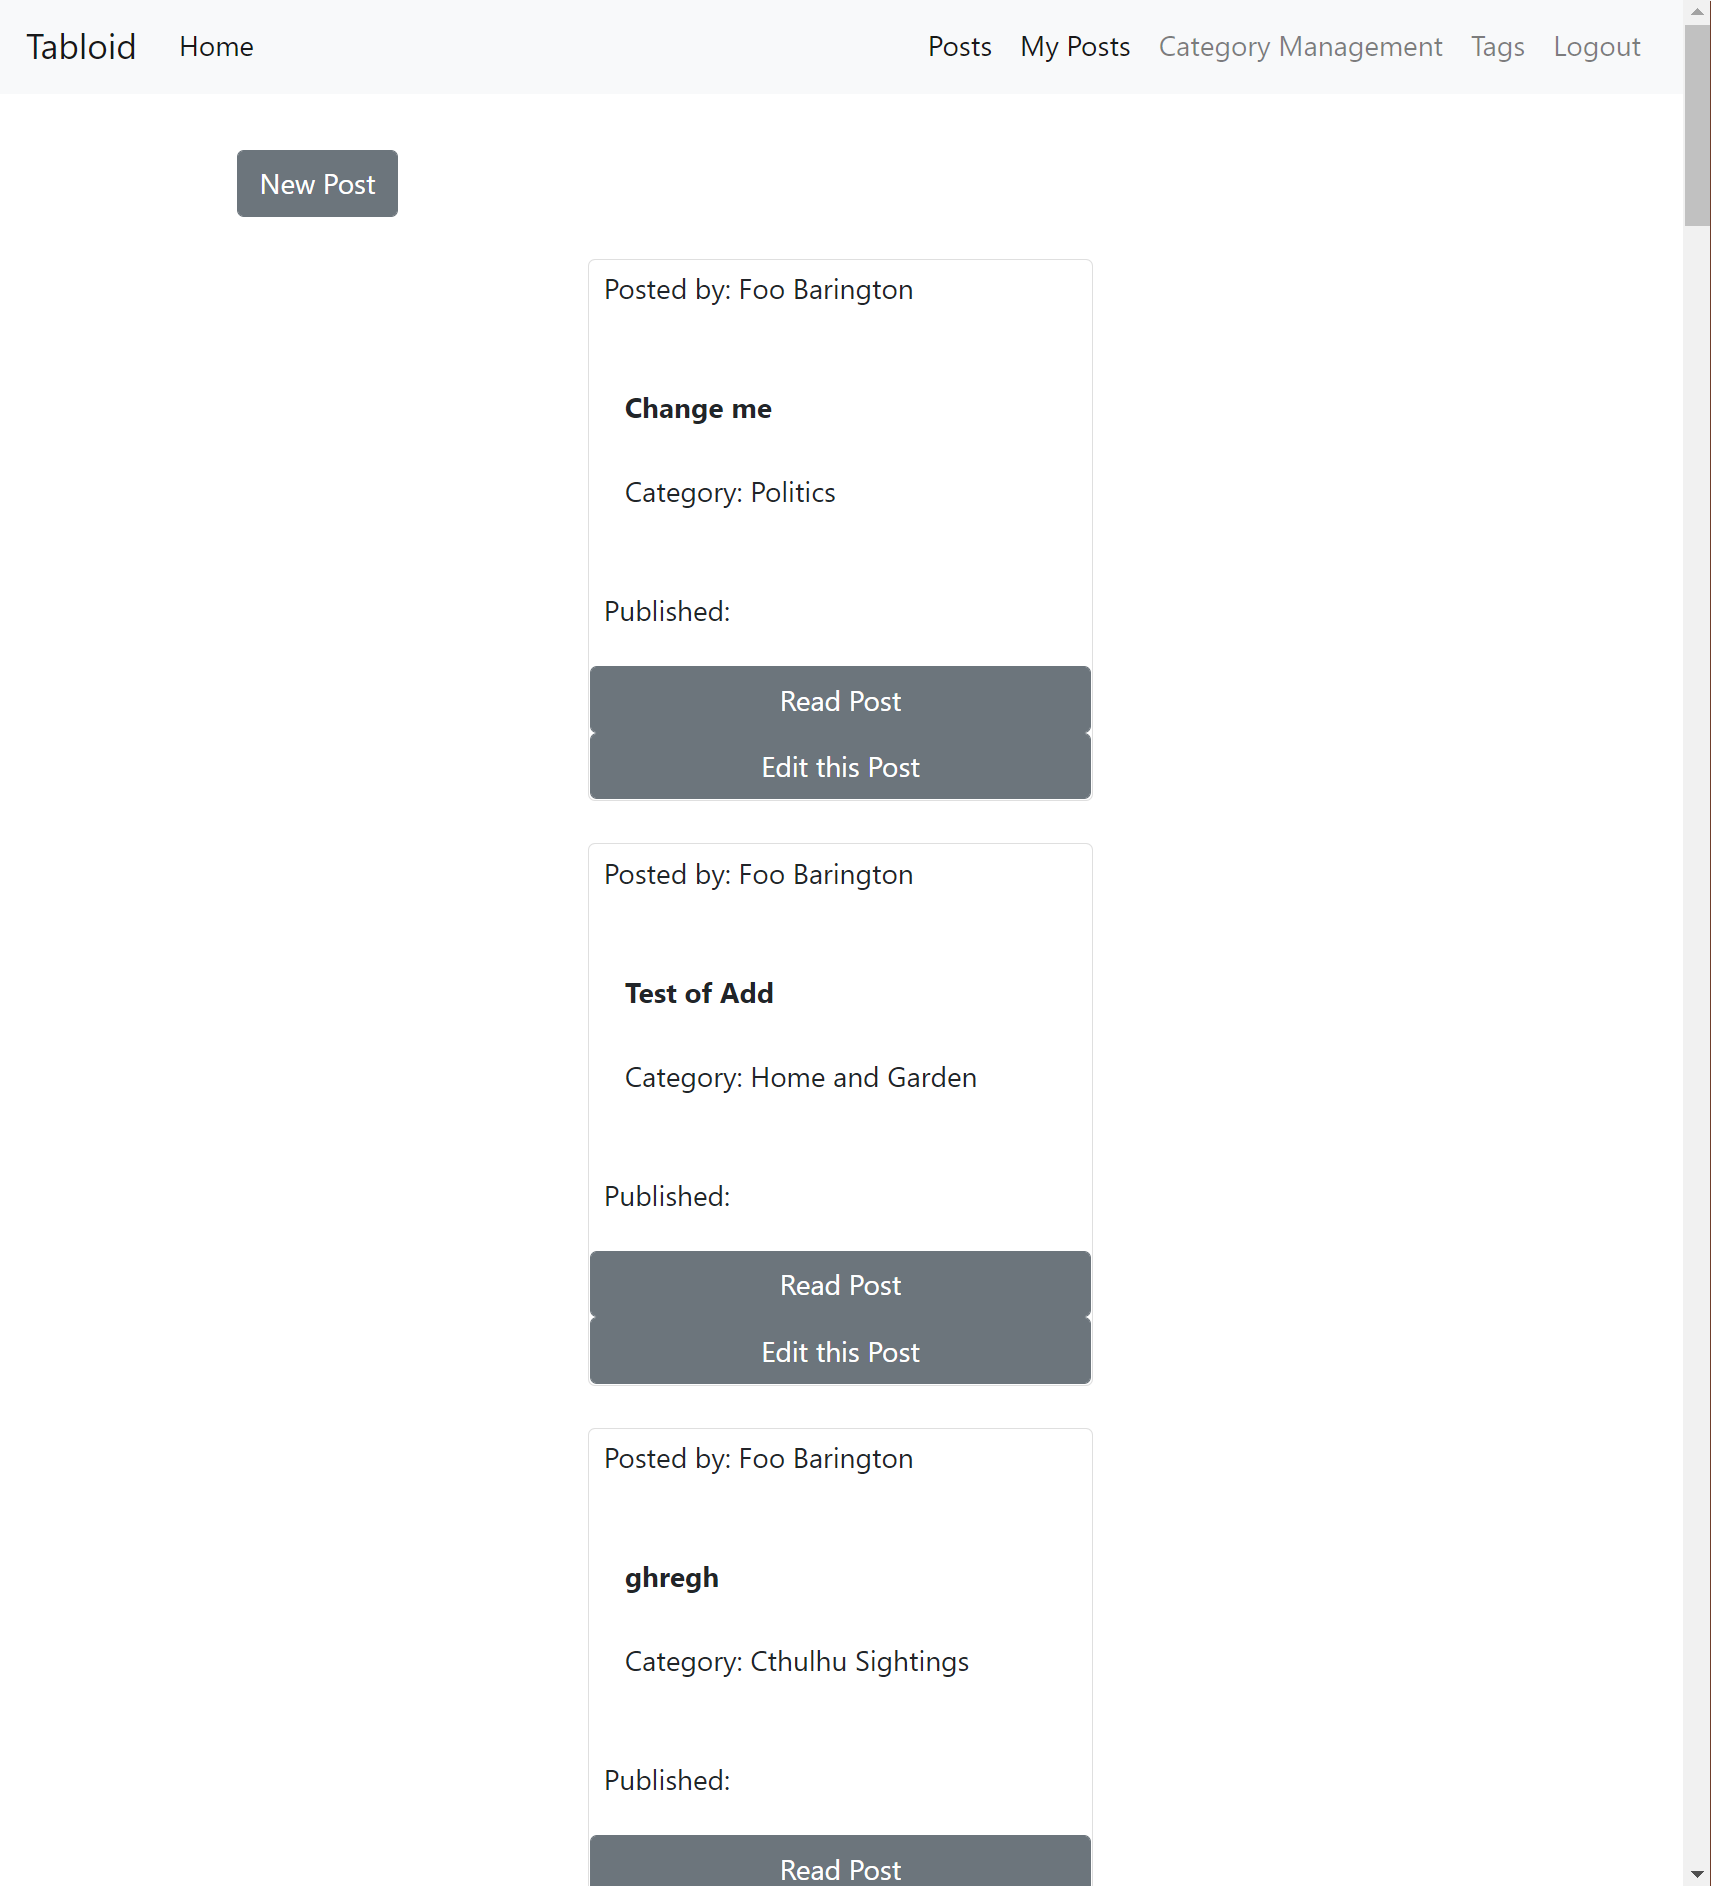 Tabloid Home Posts My Posts Category Management Tags Logout
New Post
Posted by: Foo Barington
Change me
Category: Politics
Published:
Read Post
Edit this Post
Posted by: Foo Barington
Test of Add
Category: Home and Garden
Published:
Read Post
Edit this Post
Posted by: Foo Barington
ghregh
Category: Cthulhu Sightings
Published:
Read Post